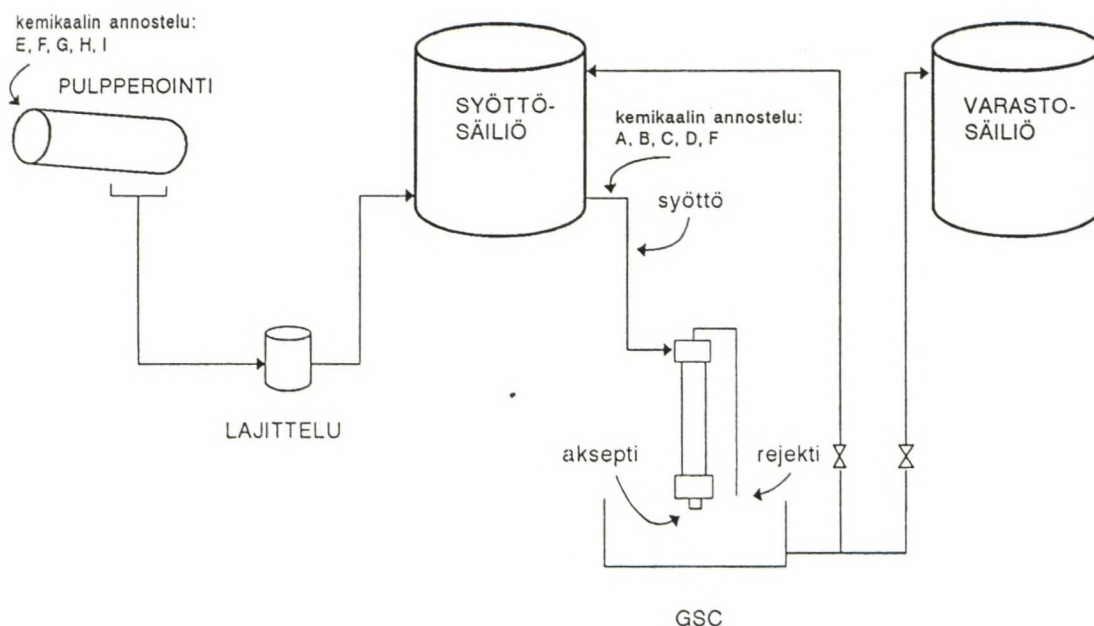 kemikaalin annostelu:
E, F, G, H, I
PULPPEROINTI
SYÖTTÖ-
SÄILIÖ
kemikaalin annostelu:
A, B, C, D, F
syöttö
VARASTO-
SÄILIÖ
LAJITTELU
aksepti
rejekti
GSC